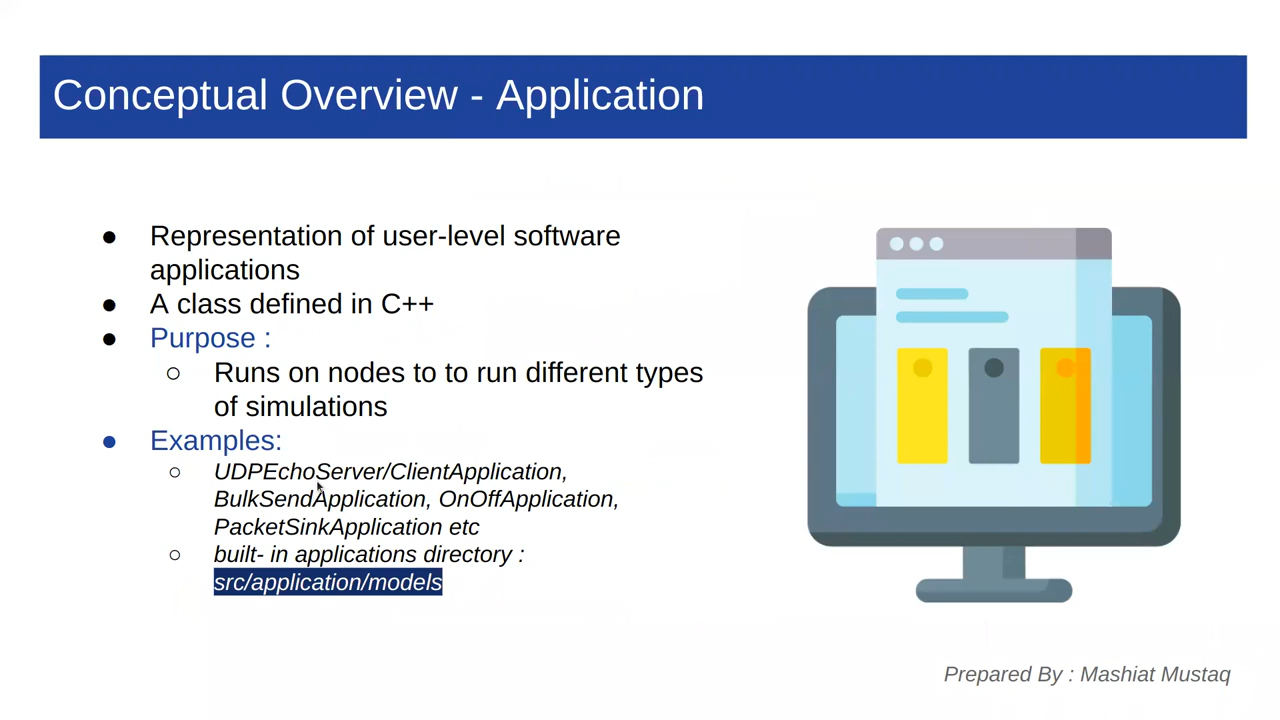 Conceptual Overview - Application
● Representation of user-level software
applications
● A class defined in C++
● Purpose :
○ Runs on nodes to to run different types
of simulations
● Examples:
○ UDPEchoServer/ClientApplication,
BulkSendApplication, OnOffApplication,
PacketSinkApplication etc
○ built- in applications directory :
src/application/models
Prepared By : Mashiat Mustaq